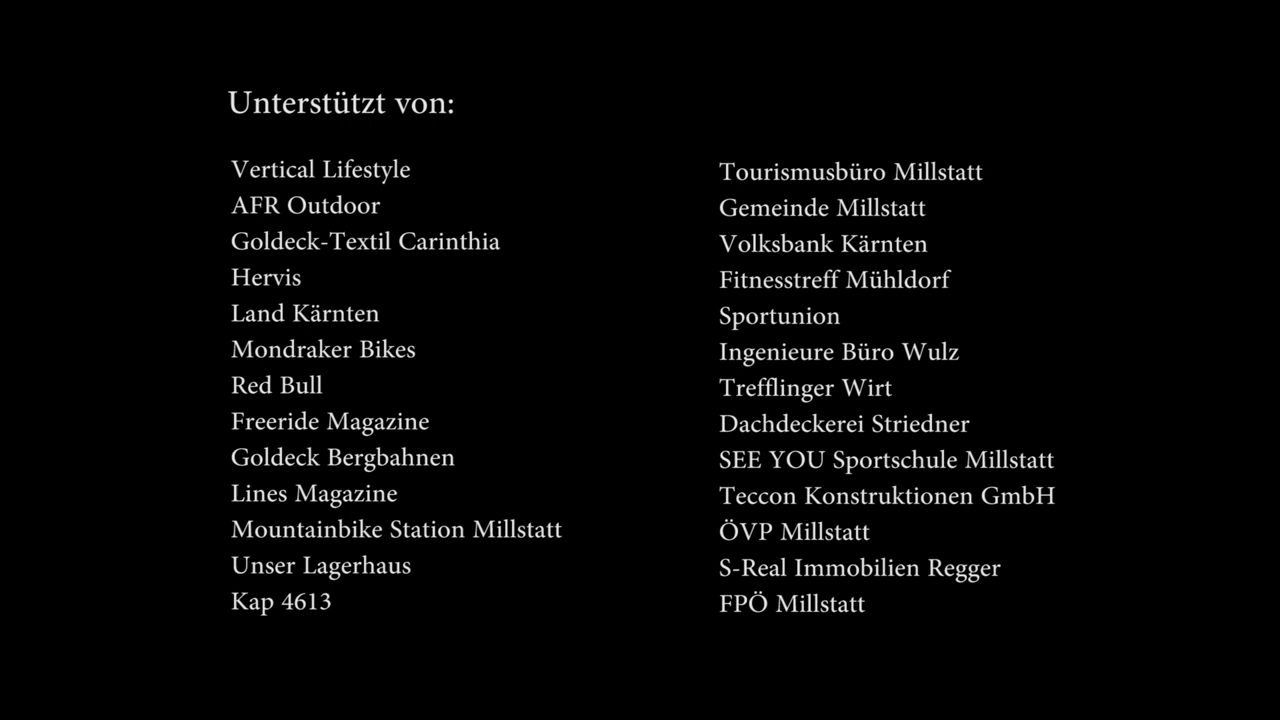 Unterstützt von:
Vertical Lifestyle
AFR Outdoor
Goldeck-Textil Carinthia
Hervis
Land Kärnten
Mondraker Bikes
Red Bull
Freeride Magazine
Goldeck Bergbahnen
Lines Magazine
Mountainbike Station Millstatt
Unser Lagerhaus
Kap 4613
Tourismusbüro Millstatt
Gemeinde Millstatt
Volksbank Kärnten
Fitnesstreff Mühldorf
Sportunion
Ingenieure Büro Wulz
Trefflinger Wirt
Dachdeckerei Striedner
SEE YOU Sportschule Millstatt
Teccon Konstruktionen GmbH
ÖVP Millstatt
S-Real Immobilien Regger
FPÖ Millstatt